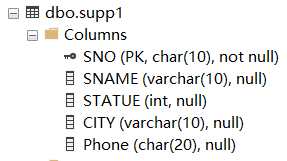 dbo.supp1
Columns
SNO (PK, char(10), not null)
SNAME (varchar(10), null)
STATUE (int, null)
CITY (varchar(10), null)
Phone (char(20), null)